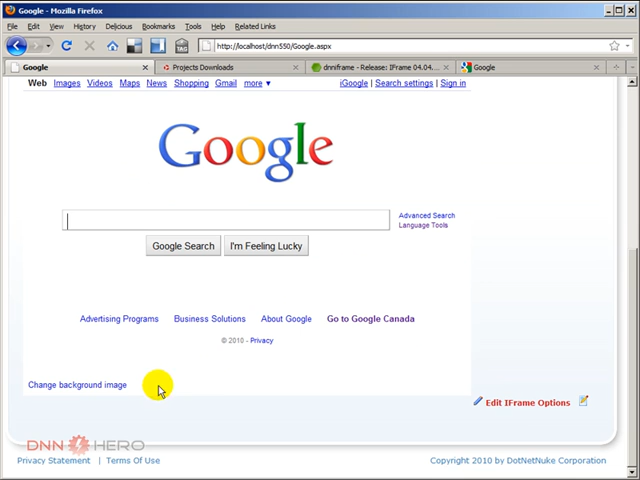 Google - Mozilla Firefox
File Edit View History Delicious Bookmarks Tools Help Related Links
TAG http://localhost/dnn550/Google.aspx
Google Projects Downloads dnniframe - Release: IFrame 04.04.... Google
Web Images Videos Maps News Shopping Gmail more ▼ iGoogle | Search settings | Sign in
Google
Advanced Search
Language Tools
Google Search I'm Feeling Lucky
Advertising Programs Business Solutions About Google Go to Google Canada
© 2010 - Privacy
Change background image
Edit IFrame Options
DNN HERO
Privacy Statement | Terms Of Use Copyright 2010 by DotNetNuke Corporation